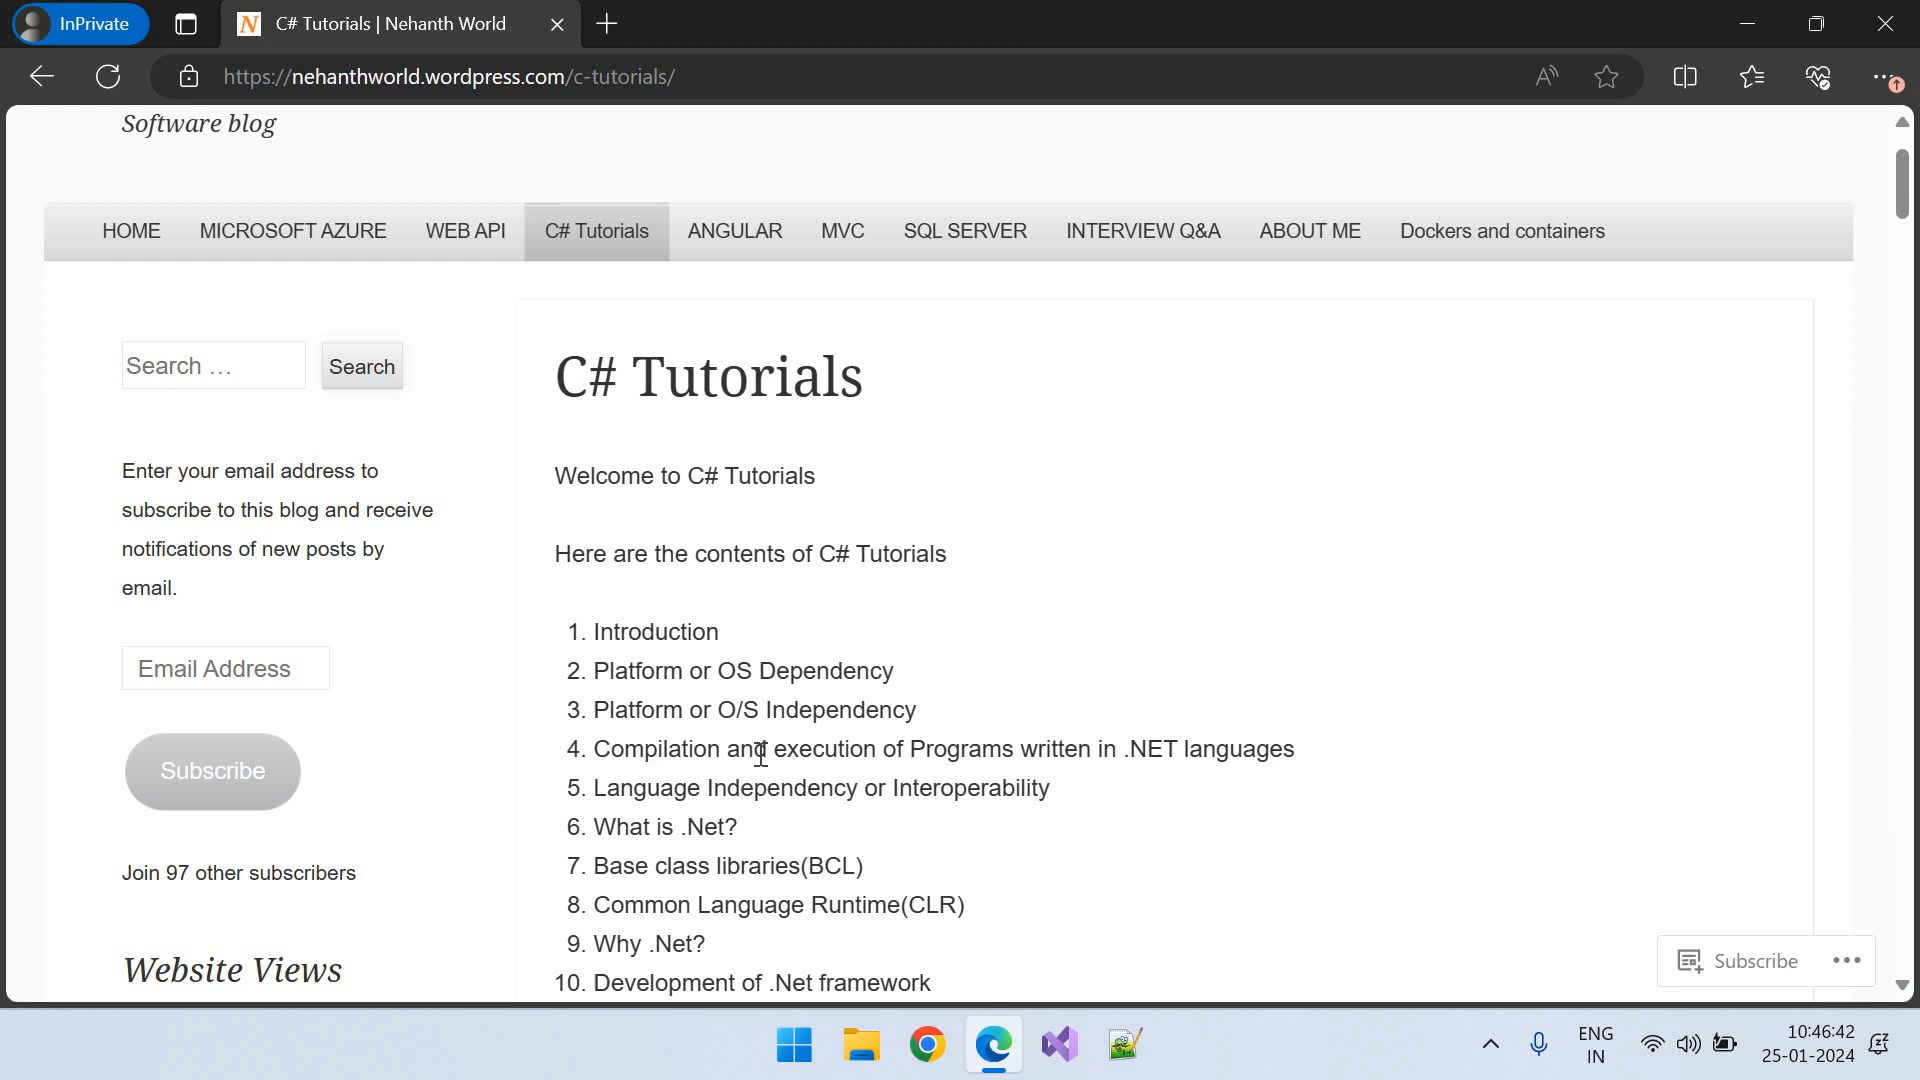 InPrivate
C# Tutorials | Nehanth World
https://nehanthworld.wordpress.com/c-tutorials/
Software blog
HOME
MICROSOFT AZURE
WEB API
C# Tutorials
ANGULAR
MVC
SQL SERVER
INTERVIEW Q&A
ABOUT ME
Dockers and containers
Search …
Search
Enter your email address to
subscribe to this blog and receive
notifications of new posts by
email.
Email Address
Subscribe
Join 97 other subscribers
Website Views
C# Tutorials
Welcome to C# Tutorials
Here are the contents of C# Tutorials
1. Introduction
2. Platform or OS Dependency
3. Platform or O/S Independency
4. Compilation and execution of Programs written in .NET languages
5. Language Independency or Interoperability
6. What is .Net?
7. Base class libraries(BCL)
8. Common Language Runtime(CLR)
9. Why .Net?
10. Development of .Net framework
Subscribe
ENG
IN
10:46:42
25-01-2024